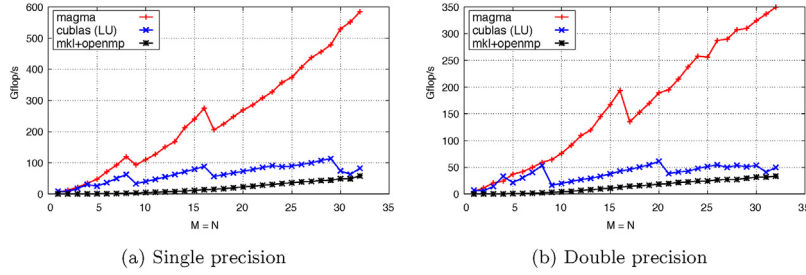 600
500
400
300
200
100
0
Gflop/s
magma
cublas (LU)
mkl+openmp
0 5 10 15 20 25 30 35
M = N
(a) Single precision
350
300
250
200
150
100
50
0
Gflop/s
magma
cublas (LU)
mkl+openmp
0 5 10 15 20 25 30 35
M = N
(b) Double precision